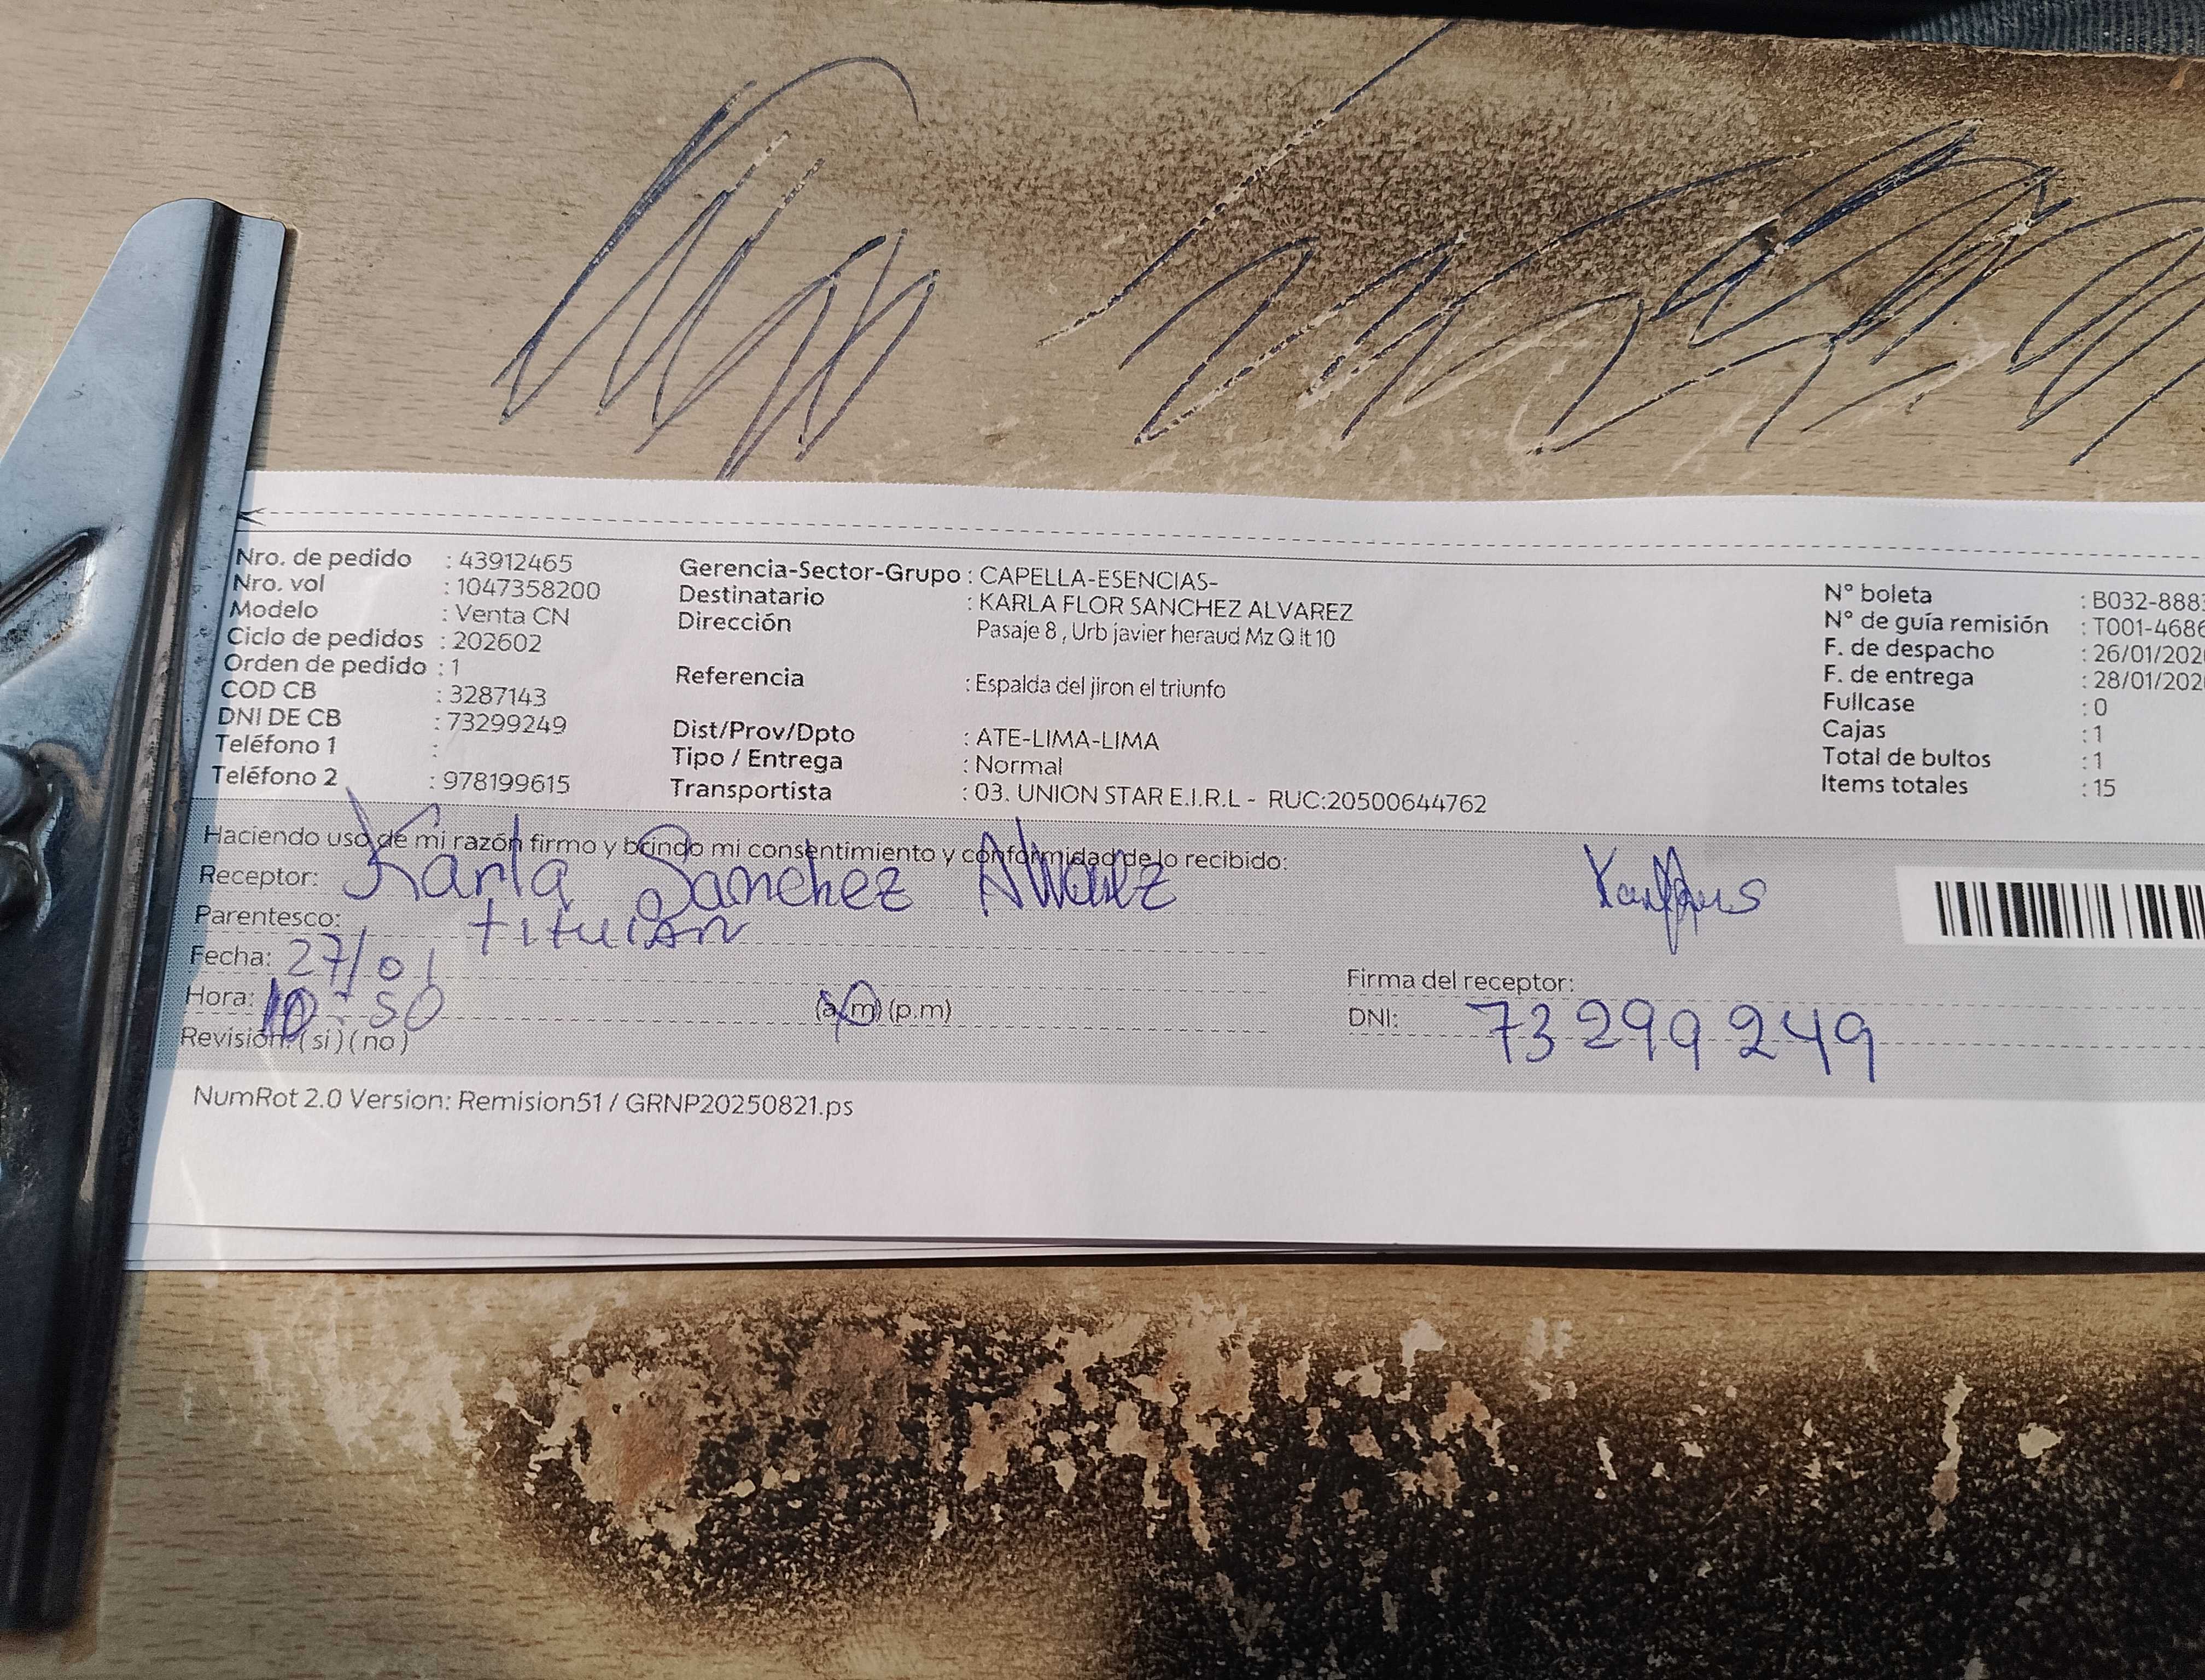 Nro. de pedido : 43912465
Nro. vol : 1047358200
Modelo : Venta CN
Ciclo de pedidos : 202602
Orden de pedido : 1
COD CB : 3287143
DNI DE CB : 73299249
Teléfono 1 :
Teléfono 2 : 978199615
Gerencia-Sector-Grupo : CAPELLA-ESENCIAS-
Destinatario : KARLA FLOR SANCHEZ ALVAREZ
Dirección Pasaje 8 , Urb javier heraud Mz Q lt 10
Referencia : Espalda del jiron el triunfo
Dist/Prov/Dpto : ATE-LIMA-LIMA
Tipo / Entrega : Normal
Transportista : 03. UNION STAR E.I.R.L - RUC:20500644762
N° boleta : B032-888
N° de guía remisión : T001-4686
F. de despacho : 26/01/202
F. de entrega : 28/01/202
Fullcase : 0
Cajas : 1
Total de bultos : 1
Items totales : 15
Haciendo uso de mi razón firmo y brindo mi consentimiento y conformidad de lo recibido:
Receptor: Karla Sanchez Alvarez
Parentesco: titular
Fecha: 27/01
Hora: 10:50 (a.m) (p.m)
Revisión: (si) (no)
Firma del receptor:
DNI: 73299249
NumRot 2.0 Version: Remision51 / GRNP20250821.ps